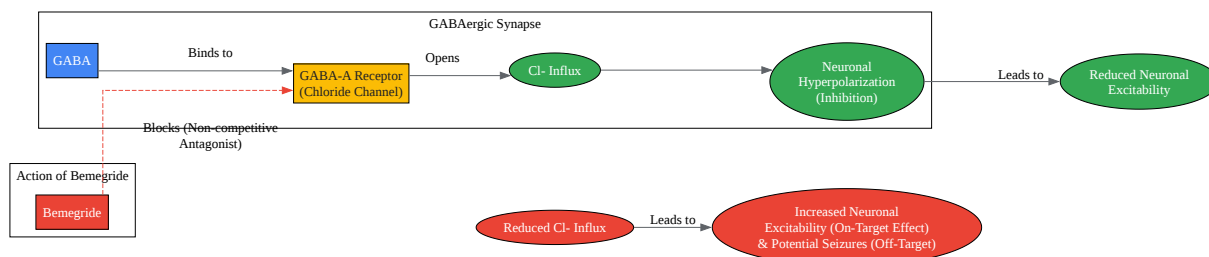 GABAergic Synapse
GABA
Binds to
GABA-A Receptor
(Chloride Channel)
Opens
Cl- Influx
Neuronal
Hyperpolarization
(Inhibition)
Leads to
Reduced Neuronal
Excitability
Blocks (Non-competitive
Antagonist)
Action of Bemegride
Bemegride
Reduced Cl- Influx
Leads to
Increased Neuronal
Excitability (On-Target Effect)
& Potential Seizures (Off-Target)